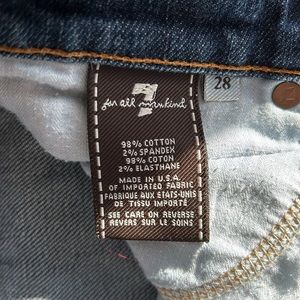 7
for all mankind
28
98% COTTON
2% SPANDEX
98% COTON
2% ELASTHANE
MADE IN U.S.A.
OF IMPORTED FABRIC
FABRIQUE AUX ETATS-UNIS
DE TISSU IMPORTÉ
SEE CARE ON REVERSE
REVERS SUR LE SOINS